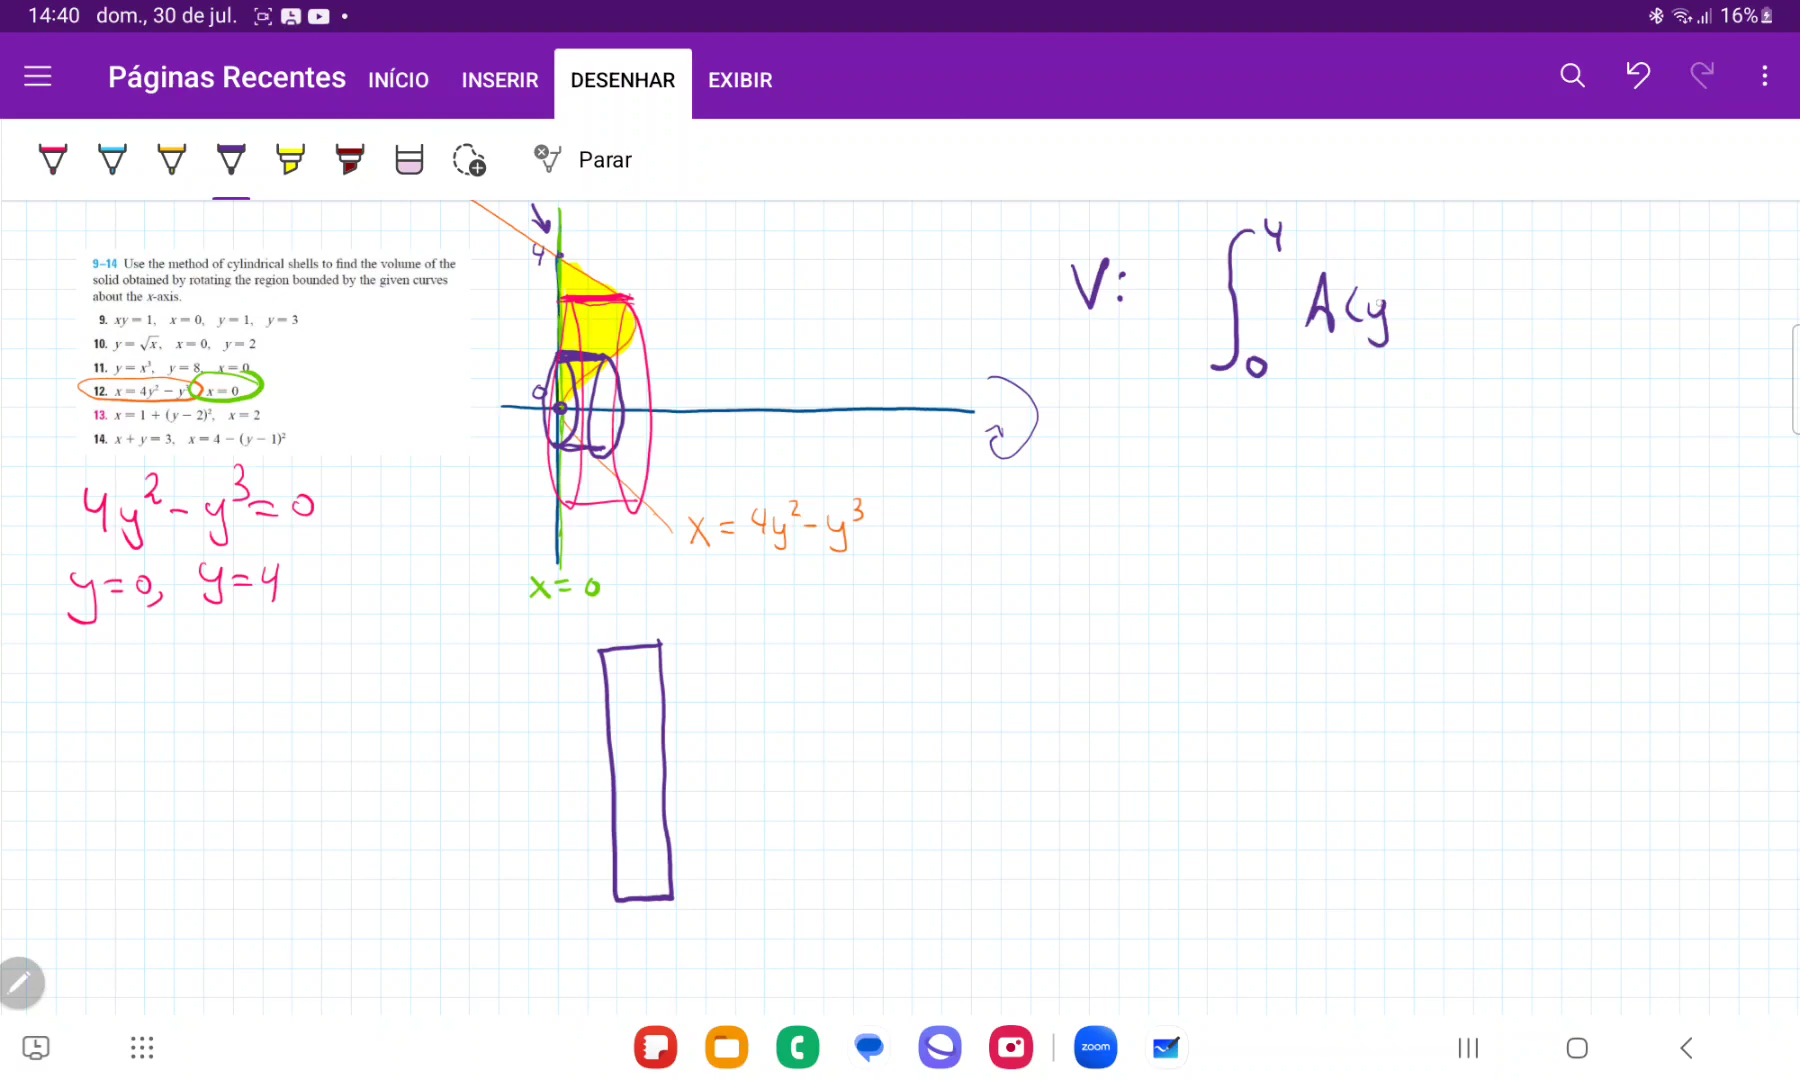 14:40 dom., 30 de jul. 16%
Páginas Recentes INÍCIO INSERIR DESENHAR EXIBIR
Parar
9–14 Use the method of cylindrical shells to find the volume of the
solid obtained by rotating the region bounded by the given curves
about the x-axis.
9. xy = 1, x = 0, y = 1, y = 3
10. y = √x, x = 0, y = 2
11. y = x³, y = 8, x = 0
12. x = 4y² − y³, x = 0
13. x = 1 + (y − 2)², x = 2
14. x + y = 3, x = 4 − (y − 1)²
4y² - y³ = 0
y = 0, y = 4
4
0
x = 4y² - y³
x = 0
V: ∫₀⁴ A(y
zoom